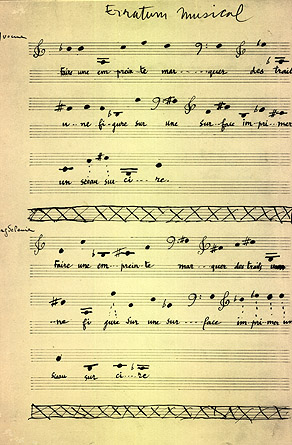 Erratum Musical
Yvonne
faire une em-prein-te mar---quer des trait
u-ne fi-gure sur une sur-face im-pri-mer
un sceau sur ci---re.
Faire une em-prein-te mar---quer des traits
-ne fi gure sur une sur----face im-pri-mer un
sceau sur ci---re